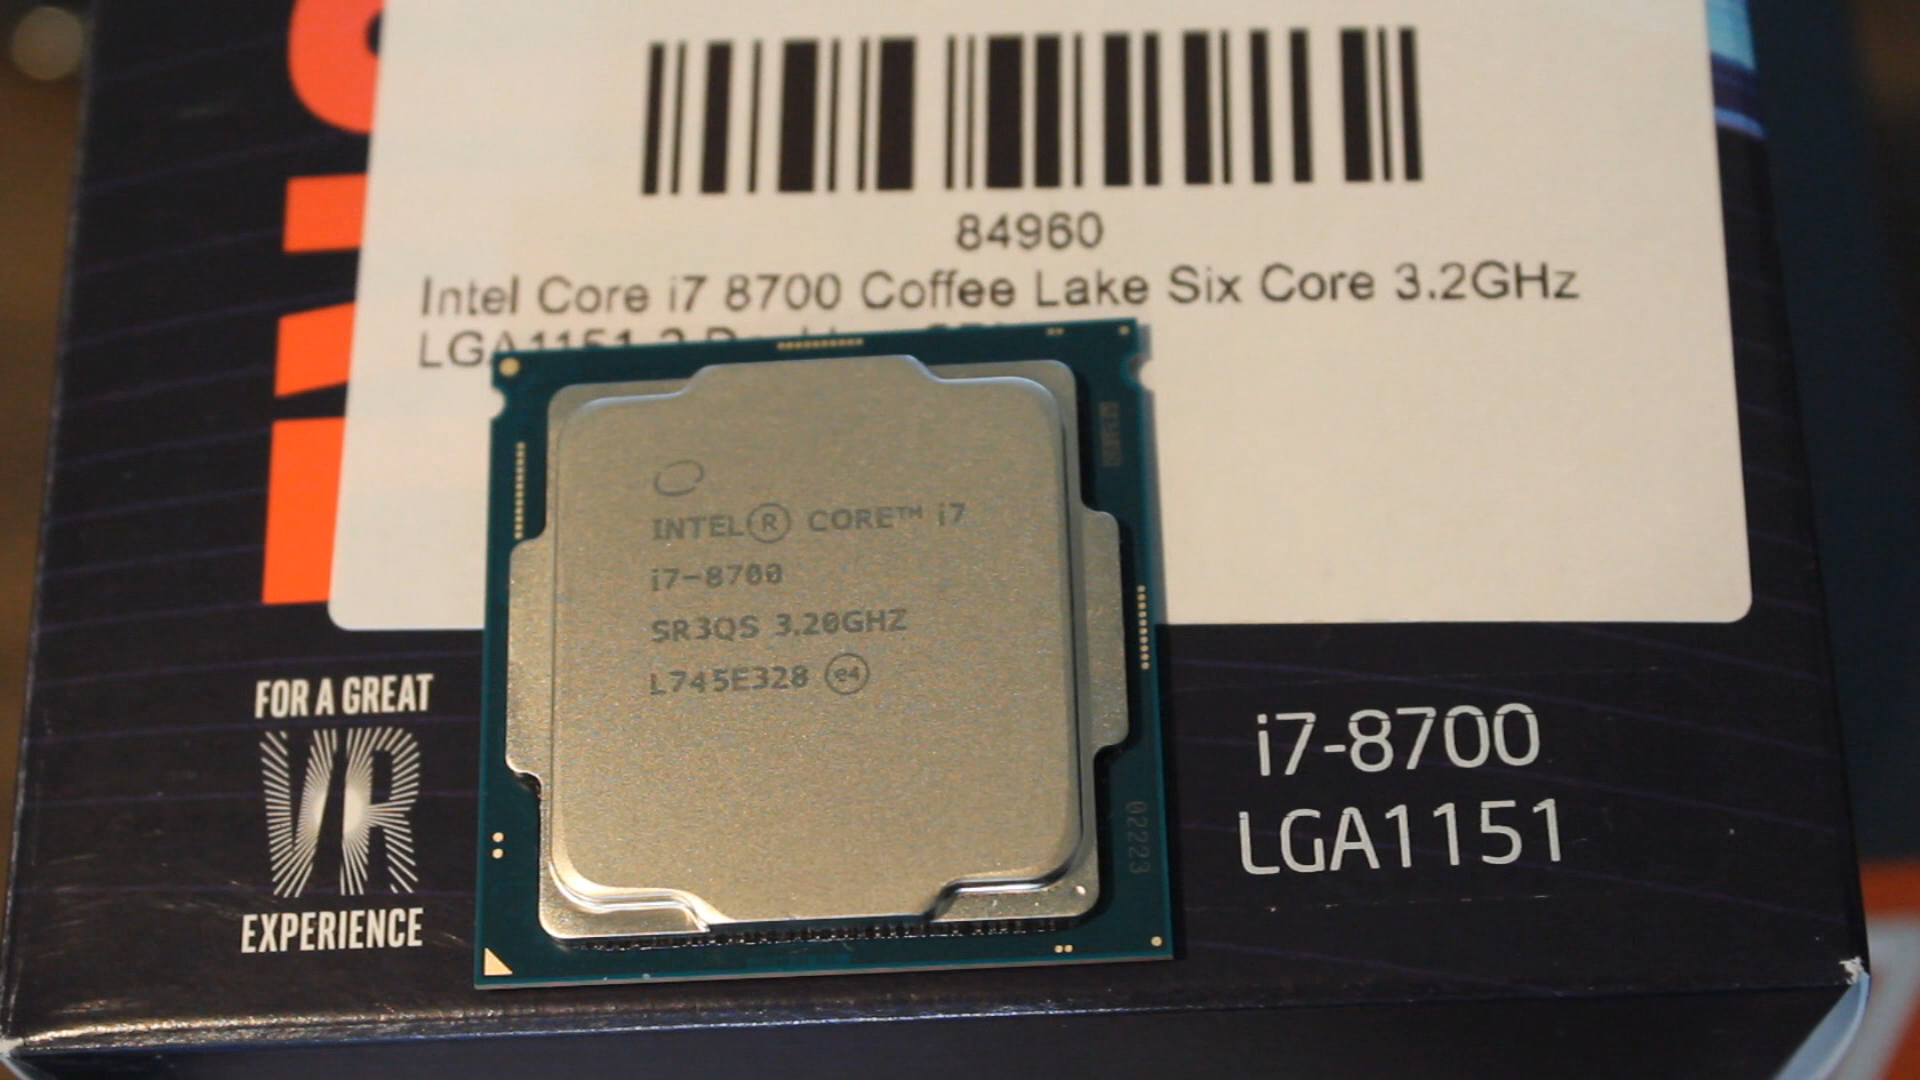 84960
Intel Core i7 8700 Coffee Lake Six Core 3.2GHz
INTEL® CORE™ i7
i7-8700
SR3QS 3.20GHZ
L745E328 e4
02223
FOR A GREAT
VR
EXPERIENCE
i7-8700
LGA1151